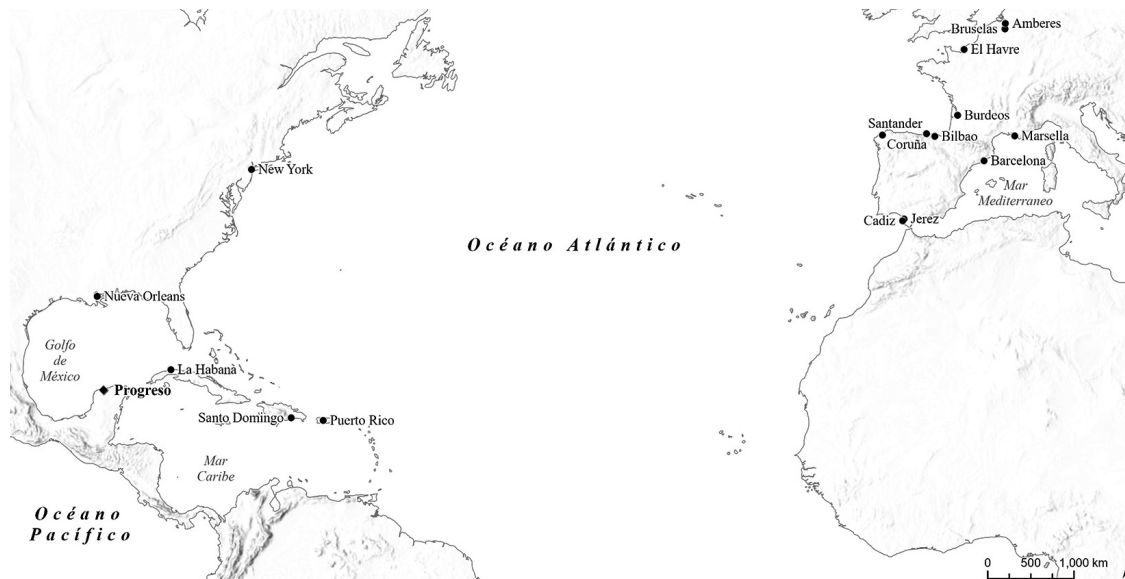 Amberes
Bruselas
El Havre
Burdeos
Santander
Coruña
Bilbao
Marsella
Barcelona
New York
Mar
Mediterraneo
Cadiz
Jerez
Océano Atlántico
Nueva Orleans
Golfo
de
México
La Habana
Progreso
Santo Domingo
Puerto Rico
Mar
Caribe
Océano
Pacífico
0 500 1,000 km